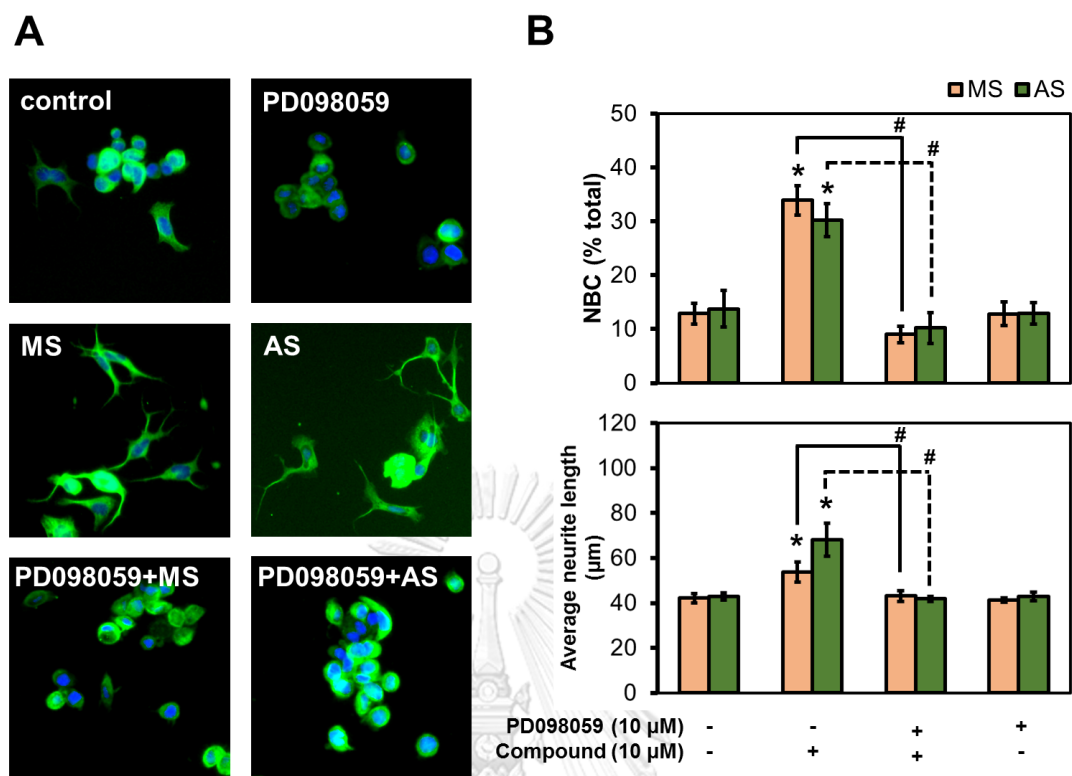 A
B
control
PD098059
MS
AS
PD098059+MS
PD098059+AS
MS AS
NBC (% total)
50
40
30
20
10
0
#
#
*
*
Average neurite length
(µm)
120
100
80
60
40
20
0
#
#
*
*
PD098059 (10 µM) - - + +
Compound (10 µM) - + + -